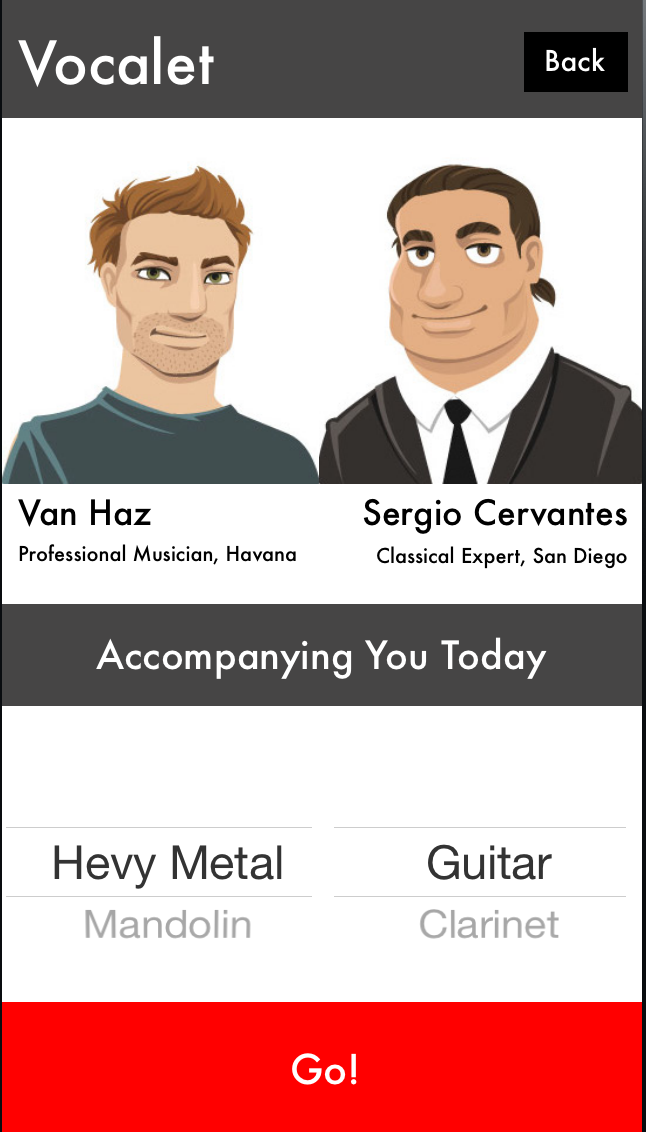 Vocalet
Back
Van Haz
Professional Musician, Havana
Sergio Cervantes
Classical Expert, San Diego
Accompanying You Today
Hevy Metal
Guitar
Mandolin
Clarinet
Go!